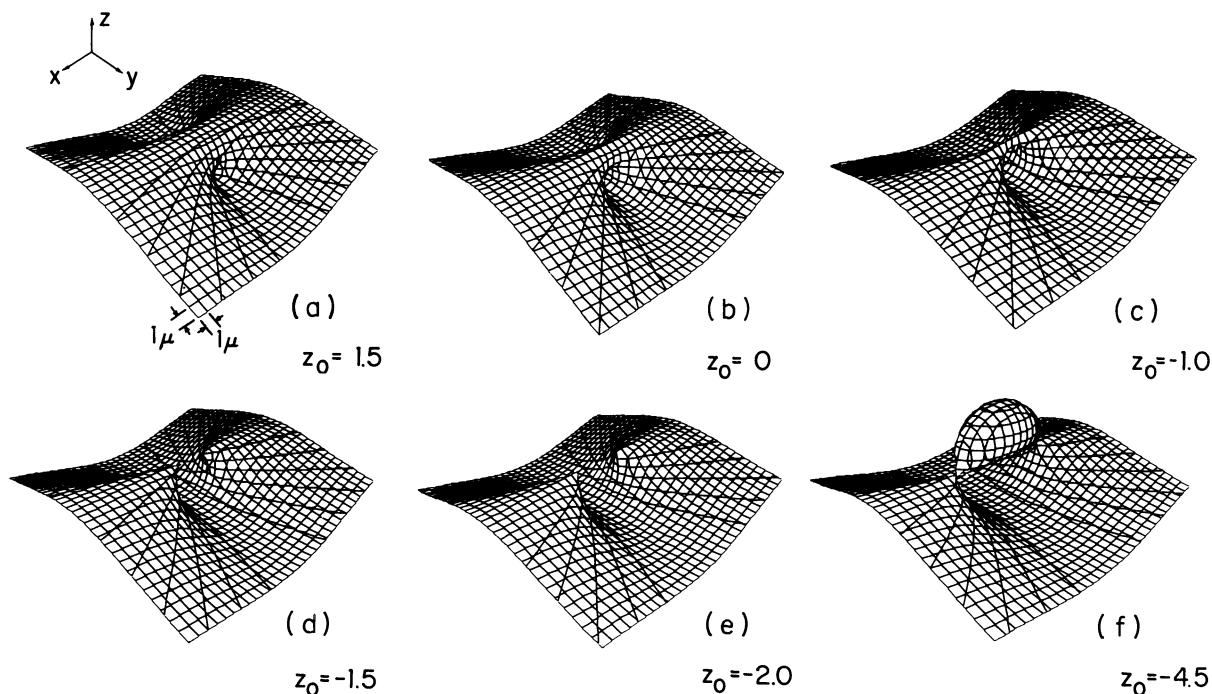 z
x y
(a)
1μ 1μ
z₀= 1.5
(b)
z₀= 0
(c)
z₀=-1.0
(d)
z₀=-1.5
(e)
z₀=-2.0
(f)
z₀=-4.5